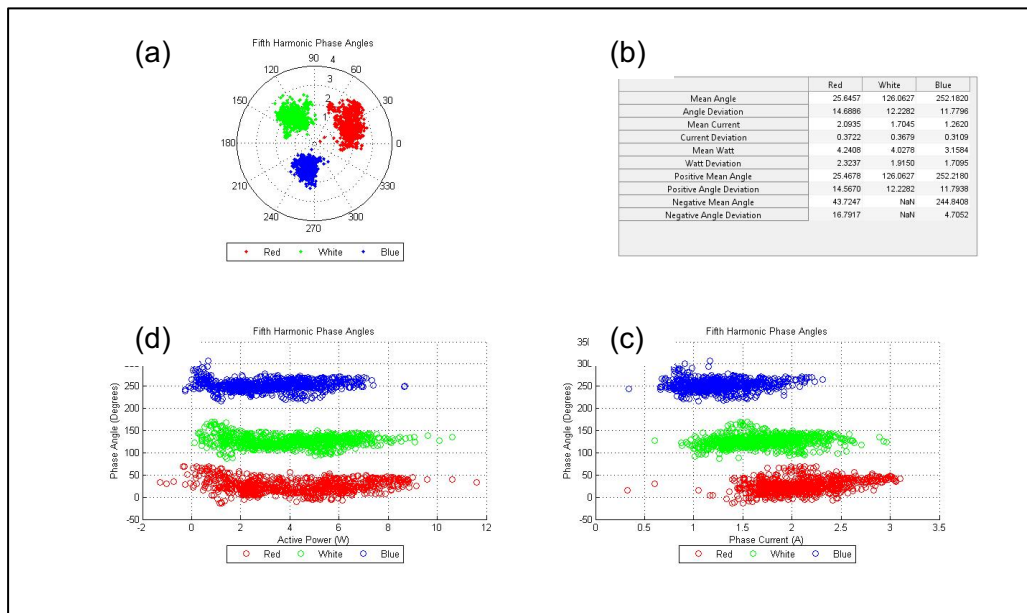 (a)
Fifth Harmonic Phase Angles
90
4
120
60
3
2
150
30
1
180
0
210
330
240
300
270
Red White Blue
(b)
Red White Blue
Mean Angle 25.6457 126.0627 252.1820
Angle Deviation 14.6886 12.2282 11.7796
Mean Current 2.0935 1.7045 1.2620
Current Deviation 0.3722 0.3679 0.3109
Mean Watt 4.2408 4.0278 3.1584
Watt Deviation 2.3237 1.9150 1.7095
Positive Mean Angle 25.4678 126.0627 252.2180
Positive Angle Deviation 14.5670 12.2282 11.7938
Negative Mean Angle 43.7247 NaN 244.8408
Negative Angle Deviation 16.7917 NaN 4.7052
(d)
Fifth Harmonic Phase Angles
250
200
150
100
50
0
-50
Phase Angle (Degrees)
-2 0 2 4 6 8 10 12
Active Power (W)
Red White Blue
(c)
Fifth Harmonic Phase Angles
250
200
150
100
50
0
-50
Phase Angle (Degrees)
0 0.5 1 1.5 2 2.5 3 3.5
Phase Current (A)
Red White Blue